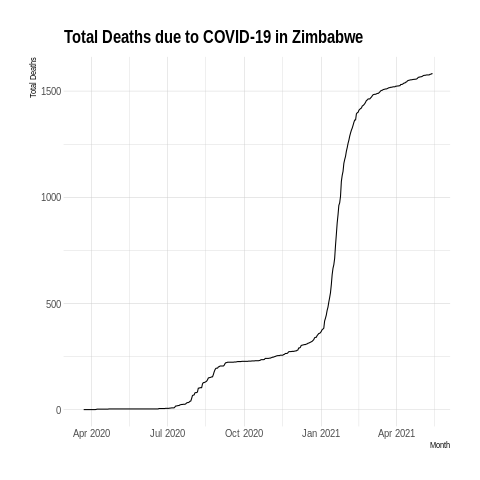 Total Deaths due to COVID-19 in Zimbabwe
Total Deaths
1500
1000
500
0
Apr 2020 Jul 2020 Oct 2020 Jan 2021 Apr 2021
Month